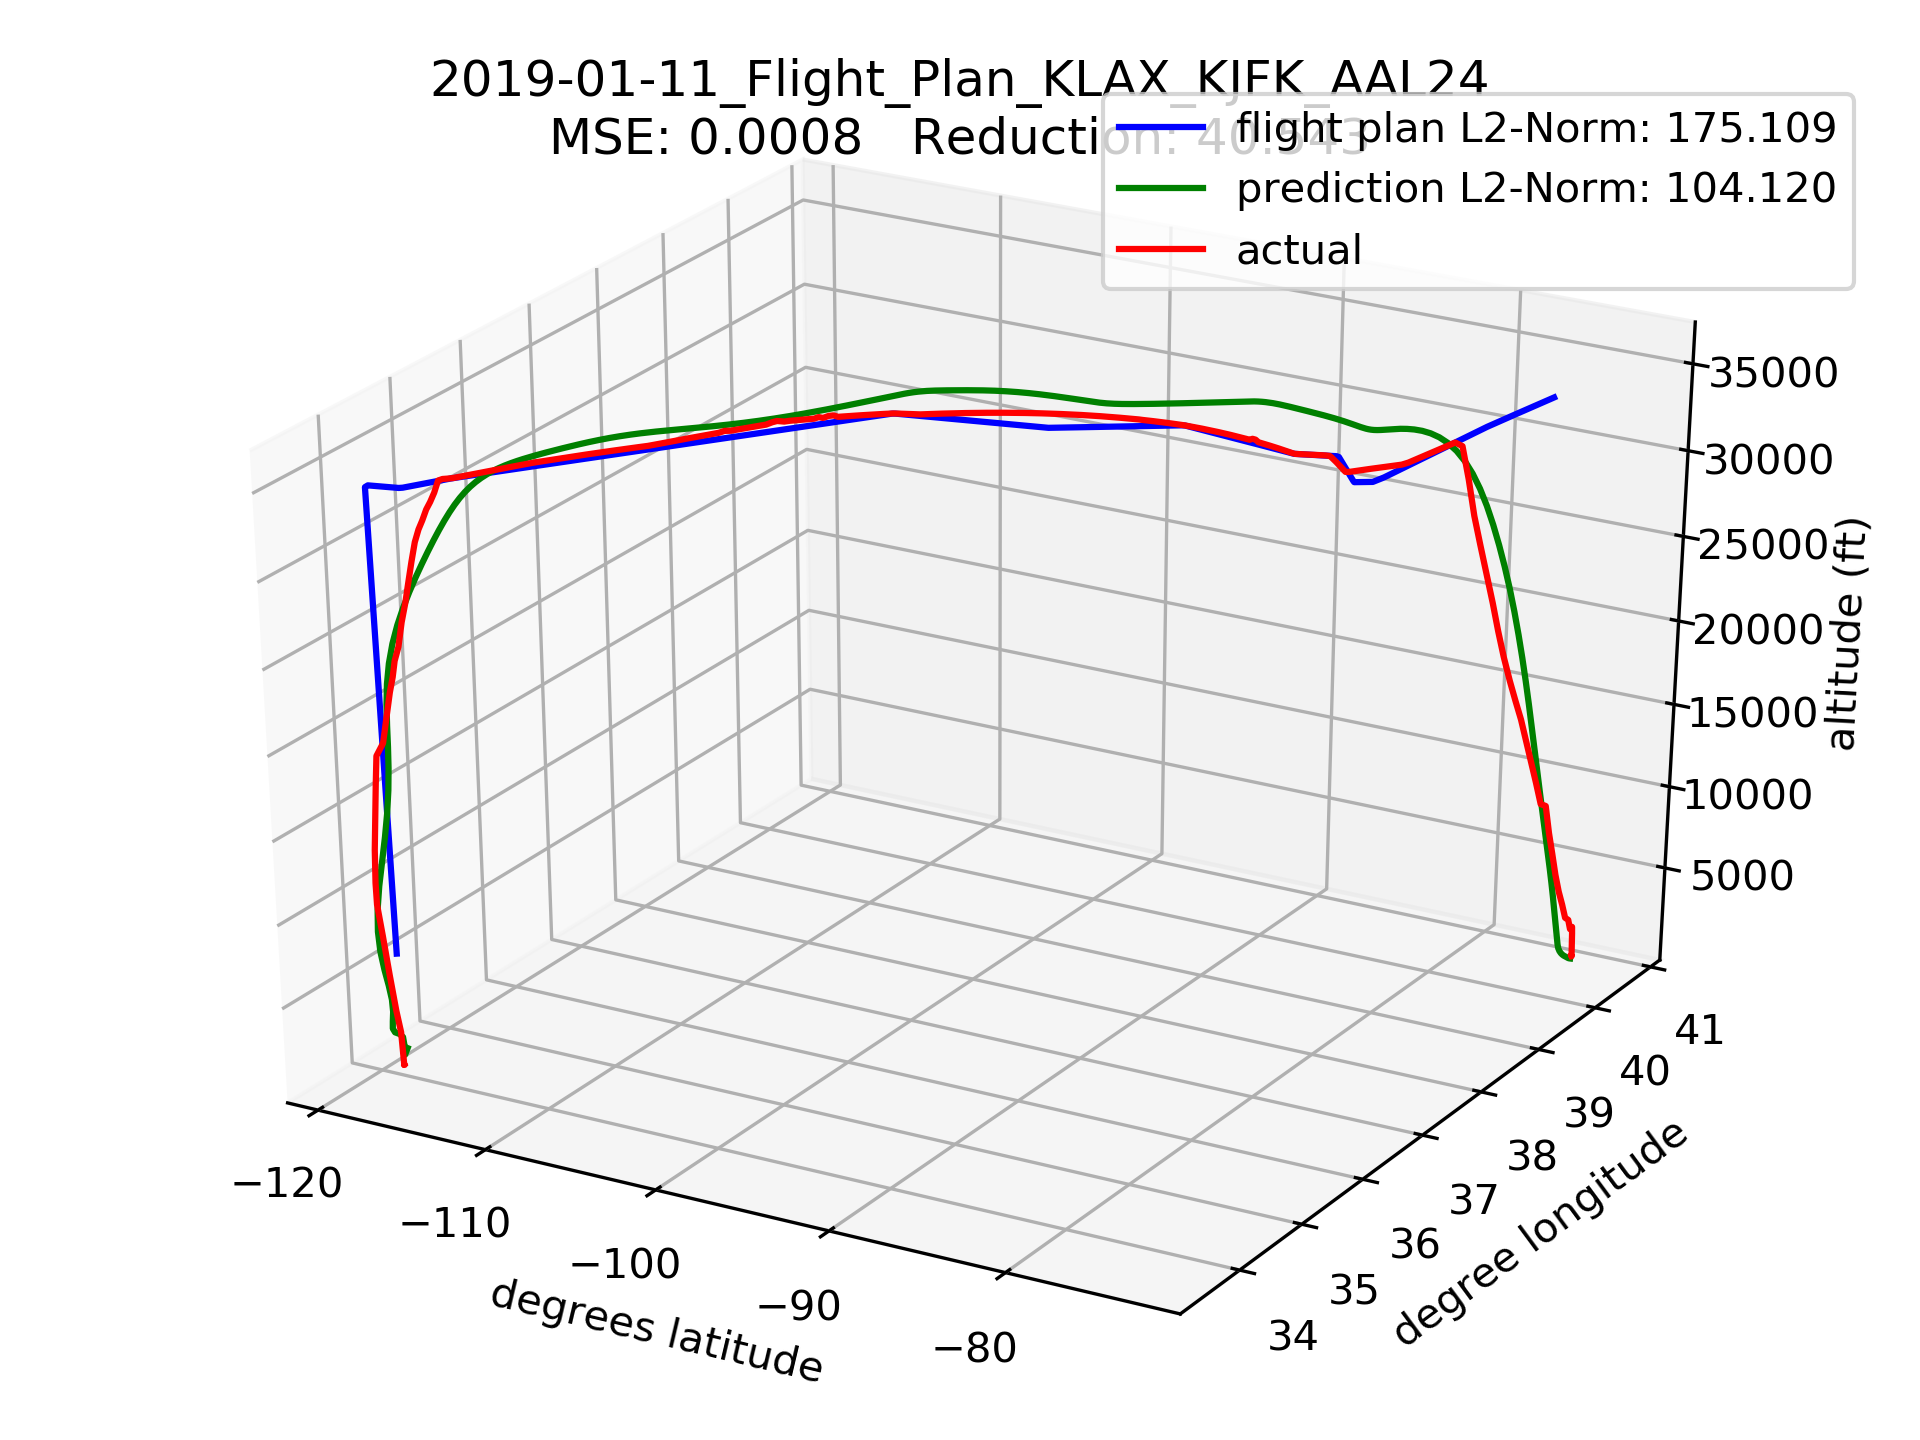 2019-01-11_Flight_Plan_KLAX_KJFK_AAL24
MSE: 0.0008 Reduction: 40.543
flight plan L2-Norm: 175.109
prediction L2-Norm: 104.120
actual
35000
30000
25000
20000
15000
10000
5000
altitude (ft)
41
40
39
38
37
36
35
34
degree longitude
−120
−110
−100
−90
−80
degrees latitude